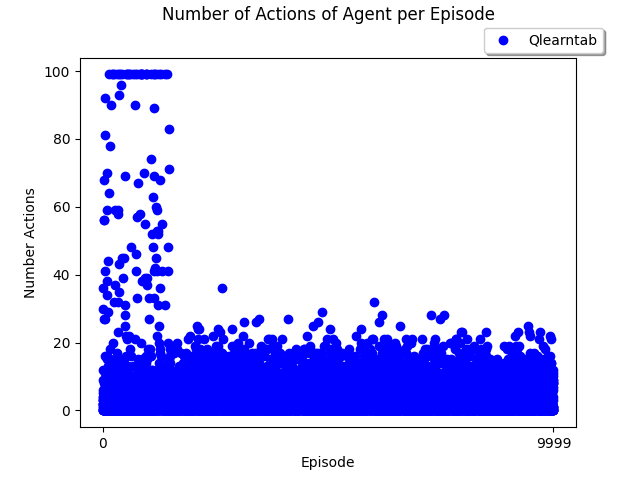 Number of Actions of Agent per Episode
Qlearntab
100
80
60
40
20
0
Number Actions
0
9999
Episode